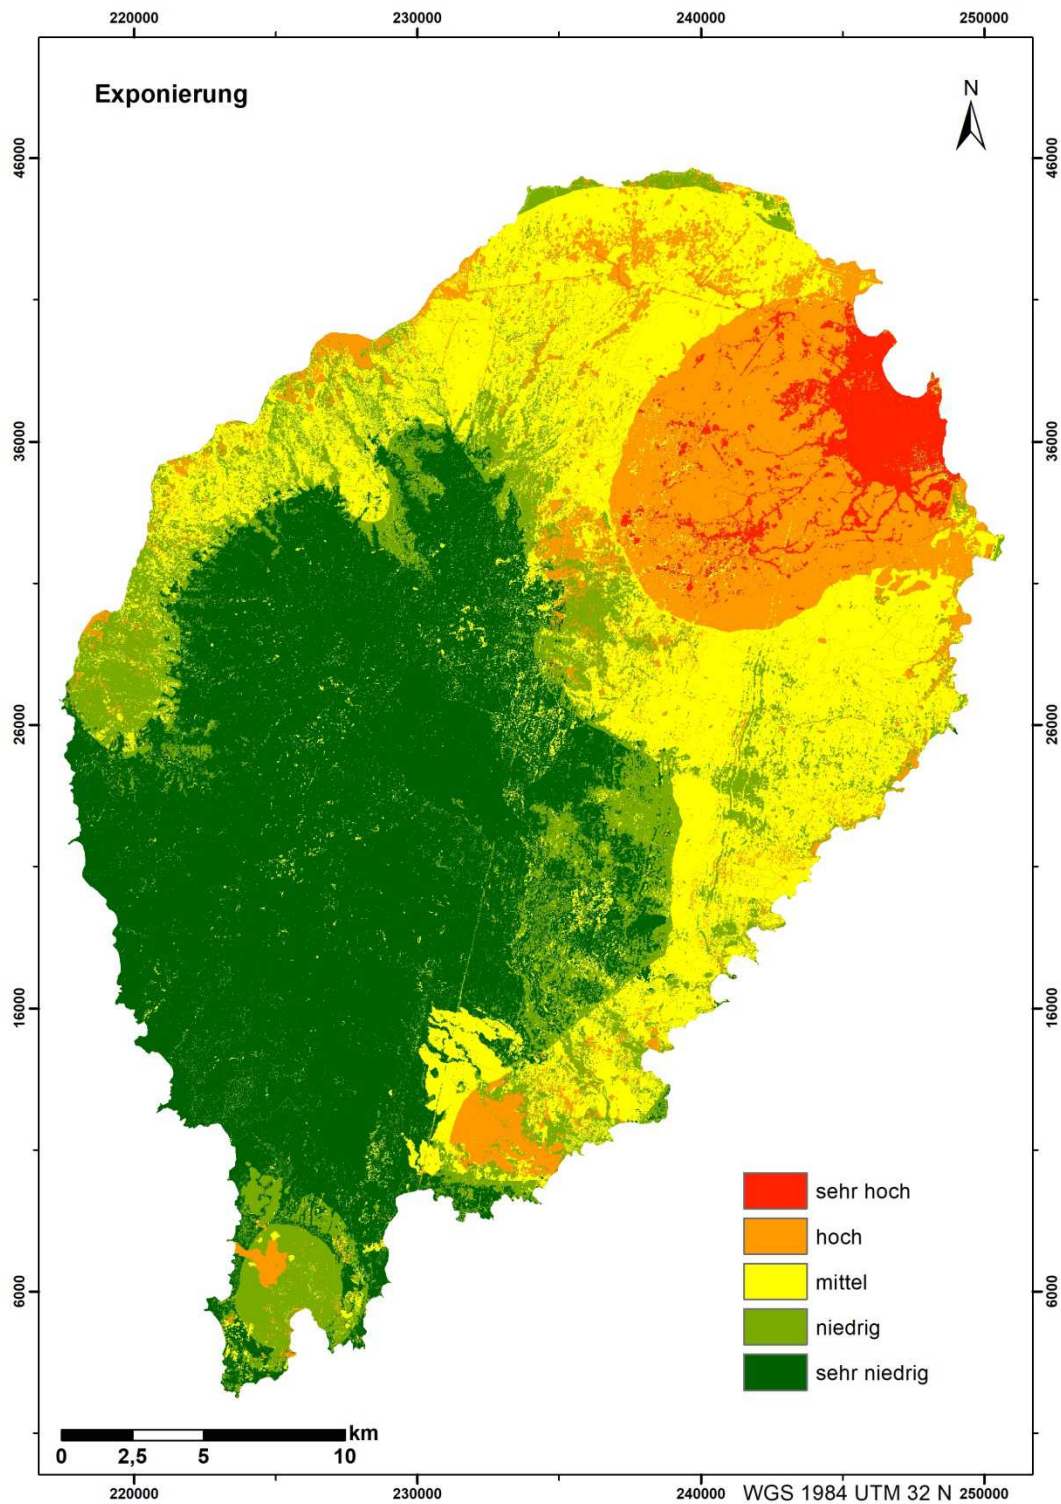 220000 230000 240000 250000
Exponierung
N
46000 46000
36000 36000
26000 26000
16000 16000
6000 6000
sehr hoch
hoch
mittel
niedrig
sehr niedrig
km
0 2,5 5 10
220000 230000 240000 250000
WGS 1984 UTM 32 N